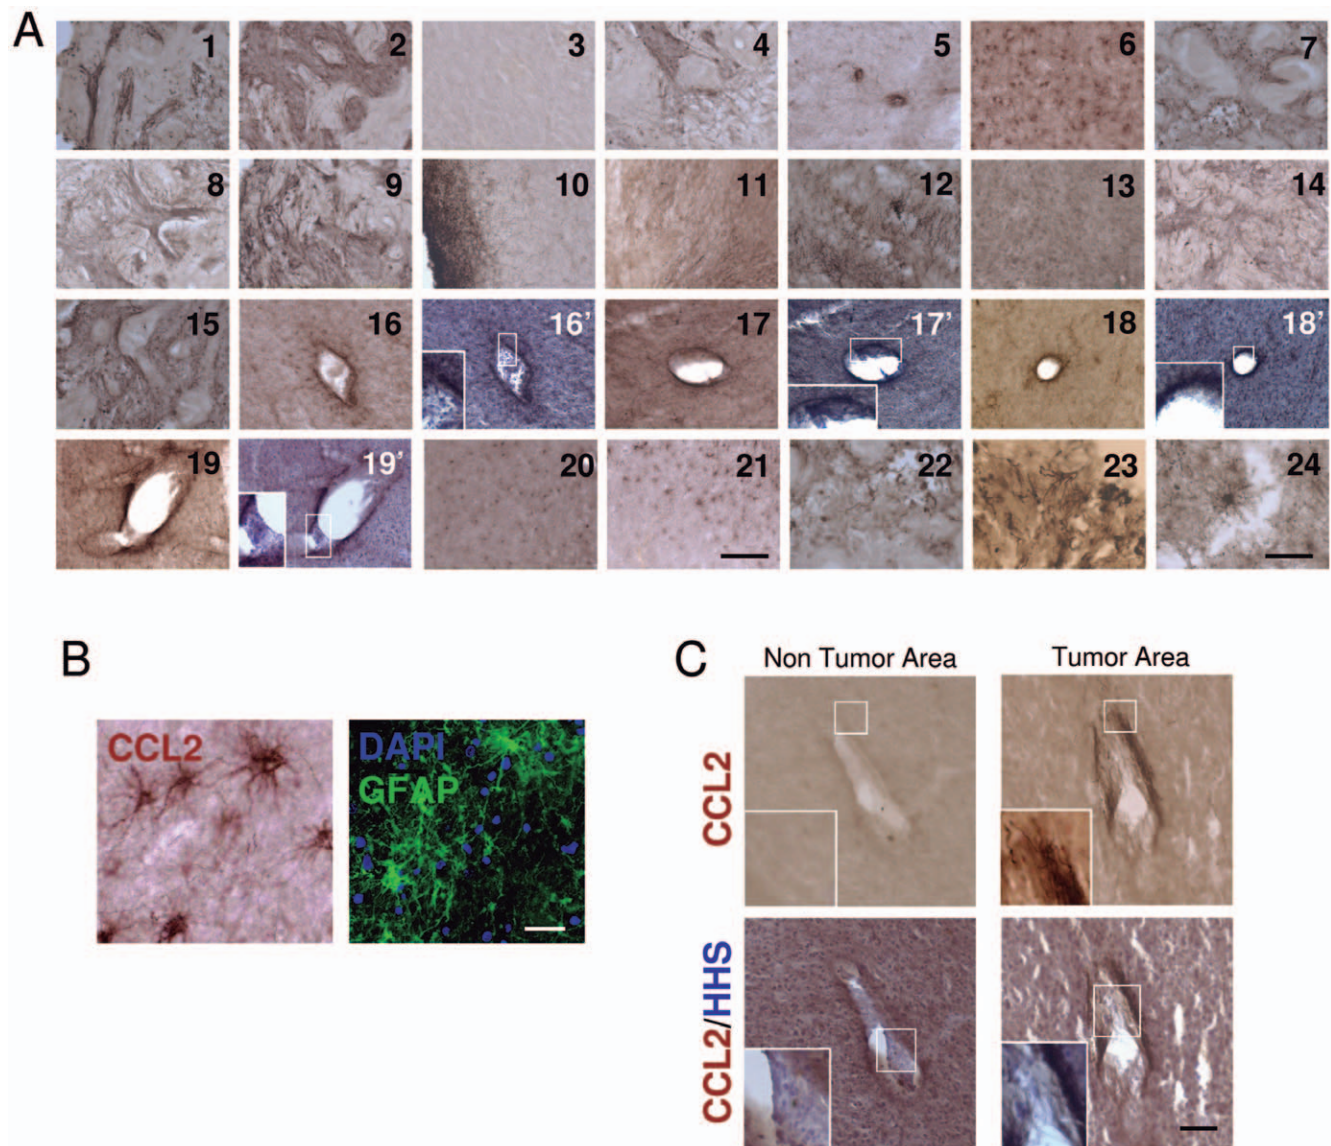 A
1 2 3 4 5 6 7
8 9 10 11 12 13 14
15 16 16’ 17 17’ 18 18’
19 19’ 20 21 22 23 24
B
CCL2 DAPI
GFAP
C
Non Tumor Area Tumor Area
CCL2
CCL2/HHS